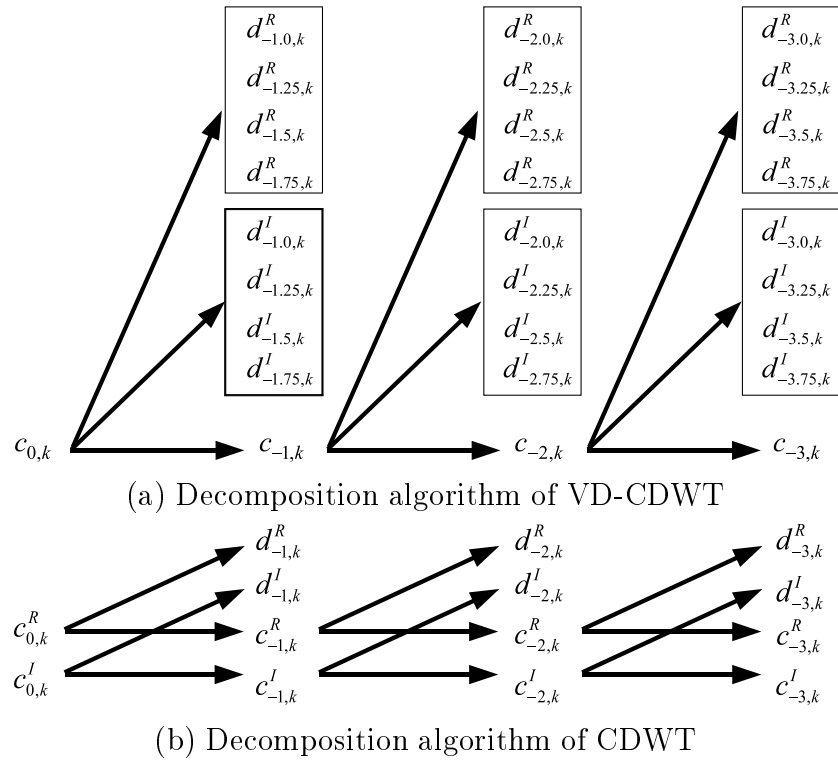 d^R_{-1.0,k} d^R_{-2.0,k} d^R_{-3.0,k}
d^R_{-1.25,k} d^R_{-2.25,k} d^R_{-3.25,k}
d^R_{-1.5,k} d^R_{-2.5,k} d^R_{-3.5,k}
d^R_{-1.75,k} d^R_{-2.75,k} d^R_{-3.75,k}
d^I_{-1.0,k} d^I_{-2.0,k} d^I_{-3.0,k}
d^I_{-1.25,k} d^I_{-2.25,k} d^I_{-3.25,k}
d^I_{-1.5,k} d^I_{-2.5,k} d^I_{-3.5,k}
d^I_{-1.75,k} d^I_{-2.75,k} d^I_{-3.75,k}
c_{0,k} c_{-1,k} c_{-2,k} c_{-3,k}
(a) Decomposition algorithm of VD-CDWT
d^R_{-1,k} d^R_{-2,k} d^R_{-3,k}
d^I_{-1,k} d^I_{-2,k} d^I_{-3,k}
c^R_{0,k} c^R_{-1,k} c^R_{-2,k} c^R_{-3,k}
c^I_{0,k} c^I_{-1,k} c^I_{-2,k} c^I_{-3,k}
(b) Decomposition algorithm of CDWT